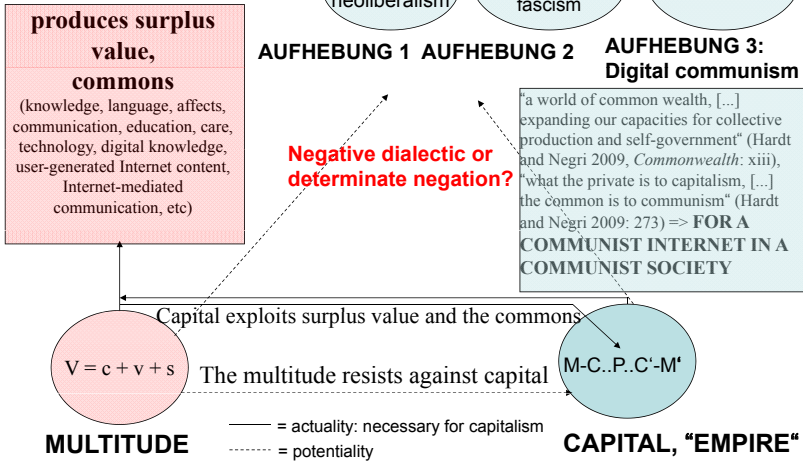 neoliberalism
fascism
produces surplus
value,
commons
(knowledge, language, affects,
communication, education, care,
technology, digital knowledge,
user-generated Internet content,
Internet-mediated
communication, etc)
AUFHEBUNG 1 AUFHEBUNG 2
AUFHEBUNG 3:
Digital communism
Negative dialectic or
determinate negation?
"a world of common wealth, [...]
expanding our capacities for collective
production and self-government" (Hardt
and Negri 2009, Commonwealth: xiii),
"what the private is to capitalism, [...]
the common is to communism" (Hardt
and Negri 2009: 273) => FOR A
COMMUNIST INTERNET IN A
COMMUNIST SOCIETY
Capital exploits surplus value and the commons
V = c + v + s
The multitude resists against capital
M-C..P..C'-M'
= actuality: necessary for capitalism
= potentiality
MULTITUDE
CAPITAL, "EMPIRE"